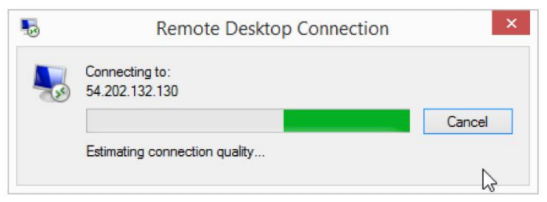 Remote Desktop Connection
Connecting to:
54.202.132.130
Cancel
Estimating connection quality...